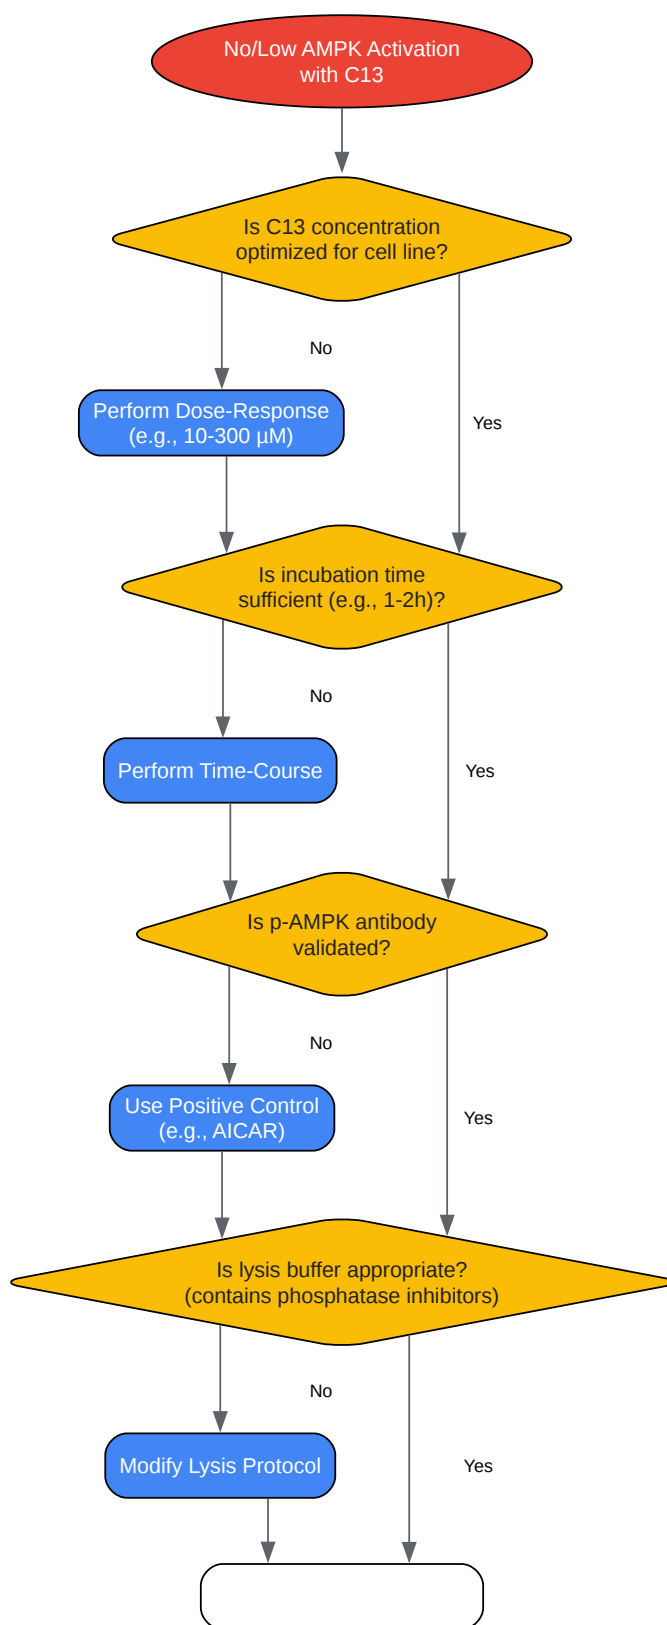 No/Low AMPK Activation
with C13
Is C13 concentration
optimized for cell line?
No
Perform Dose-Response
(e.g., 10-300 µM)
Yes
Is incubation time
sufficient (e.g., 1-2h)?
No
Perform Time-Course
Yes
Is p-AMPK antibody
validated?
No
Use Positive Control
(e.g., AICAR)
Yes
Is lysis buffer appropriate?
(contains phosphatase inhibitors)
No
Modify Lysis Protocol
Yes